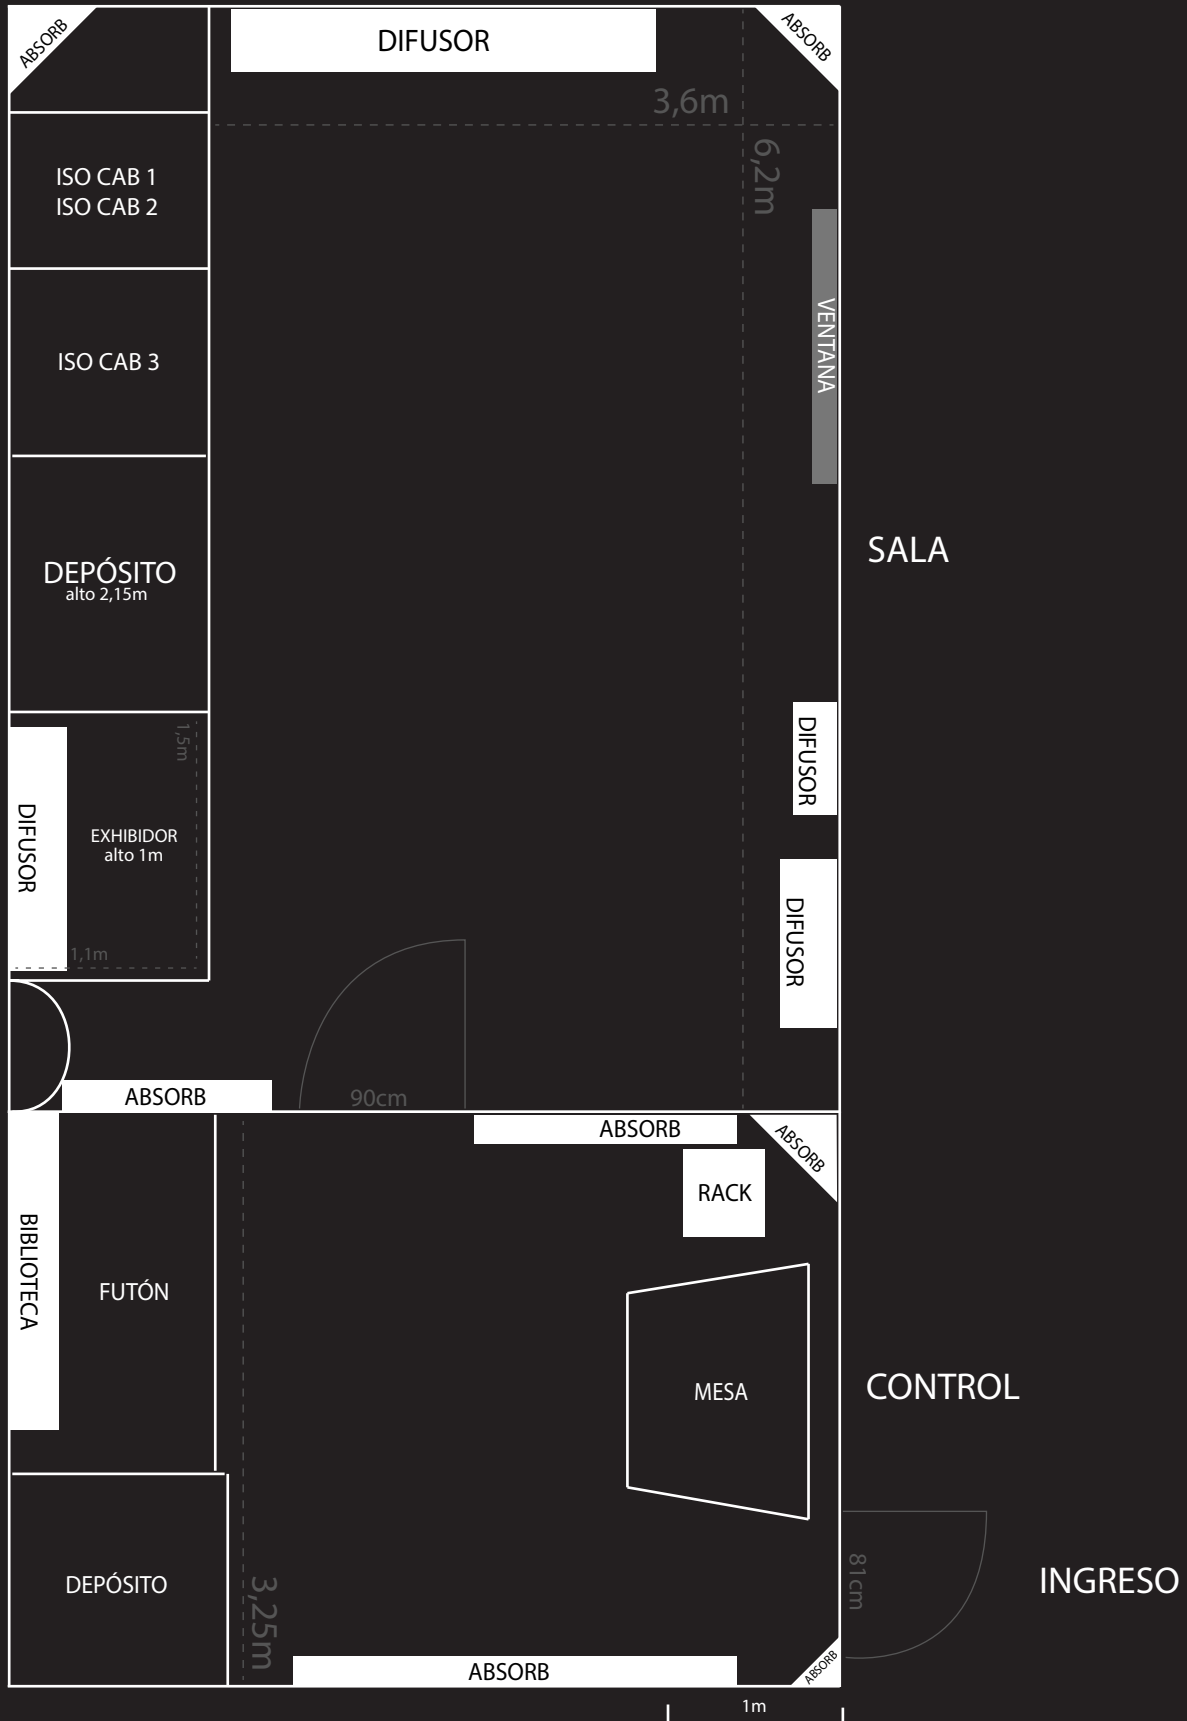 ABSORB
DIFUSOR
ABSORB
3,6m
6,2m
ISO CAB 1
ISO CAB 2
VENTANA
ISO CAB 3
SALA
DEPÓSITO
alto 2,15m
1,5m
DIFUSOR
DIFUSOR
EXHIBIDOR
alto 1m
DIFUSOR
1,1m
ABSORB
90cm
ABSORB
ABSORB
RACK
BIBLIOTECA
FUTÓN
MESA
CONTROL
DEPÓSITO
3,25m
81cm
INGRESO
ABSORB
ABSORB
1m